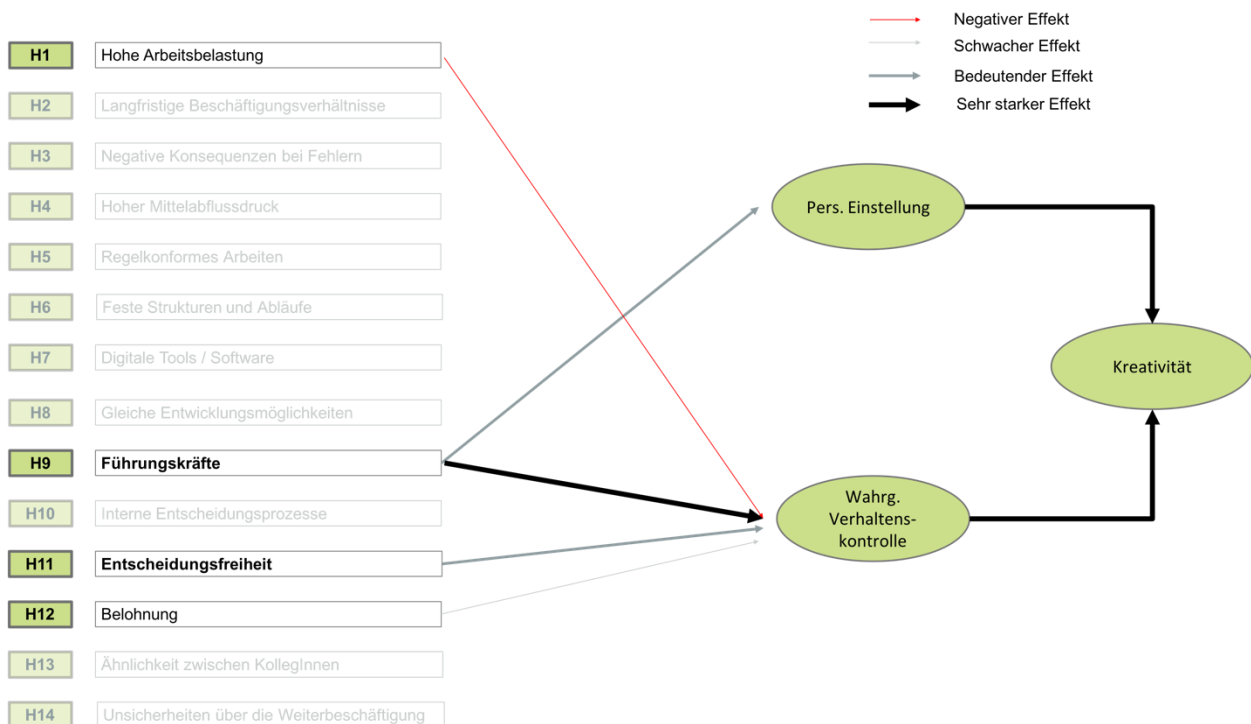 Negativer Effekt
Schwacher Effekt
Bedeutender Effekt
Sehr starker Effekt
H1 Hohe Arbeitsbelastung
H2 Langfristige Beschäftigungsverhältnisse
H3 Negative Konsequenzen bei Fehlern
H4 Hoher Mittelabflussdruck
H5 Regelkonformes Arbeiten
H6 Feste Strukturen und Abläufe
H7 Digitale Tools / Software
H8 Gleiche Entwicklungsmöglichkeiten
H9 Führungskräfte
H10 Interne Entscheidungsprozesse
H11 Entscheidungsfreiheit
H12 Belohnung
H13 Ähnlichkeit zwischen KollegInnen
H14 Unsicherheiten über die Weiterbeschäftigung
Pers. Einstellung
Wahrg.
Verhaltens-
kontrolle
Kreativität